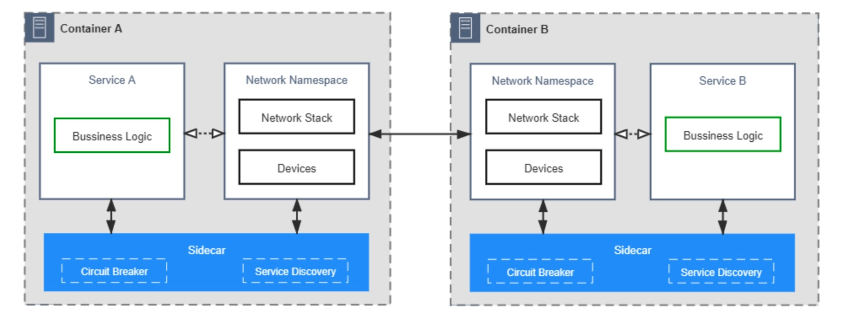 Container A
Service A
Bussiness Logic
Network Namespace
Network Stack
Devices
Sidecar
Circuit Breaker
Service Discovery
Container B
Network Namespace
Network Stack
Devices
Service B
Bussiness Logic
Sidecar
Circuit Breaker
Service Discovery